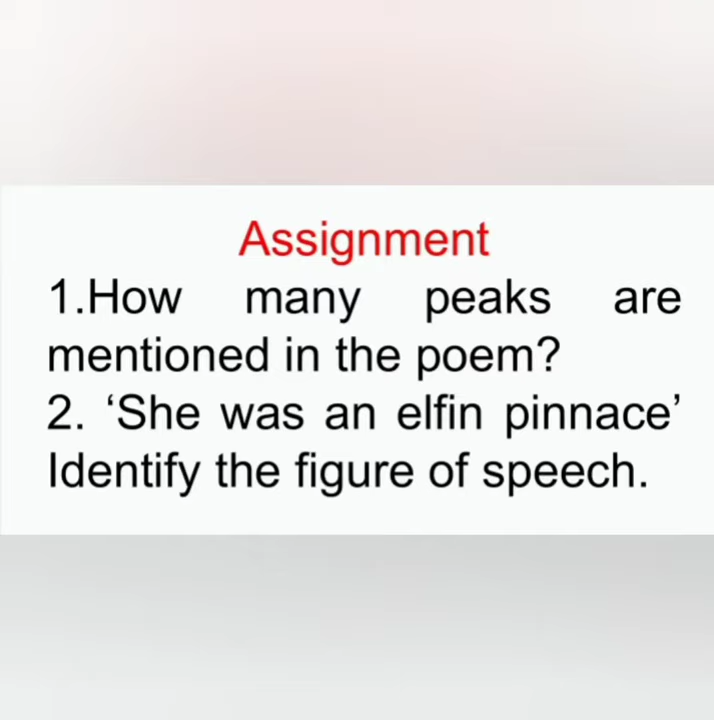 Assignment
1.How many peaks are
mentioned in the poem?
2. ‘She was an elfin pinnace’
Identify the figure of speech.